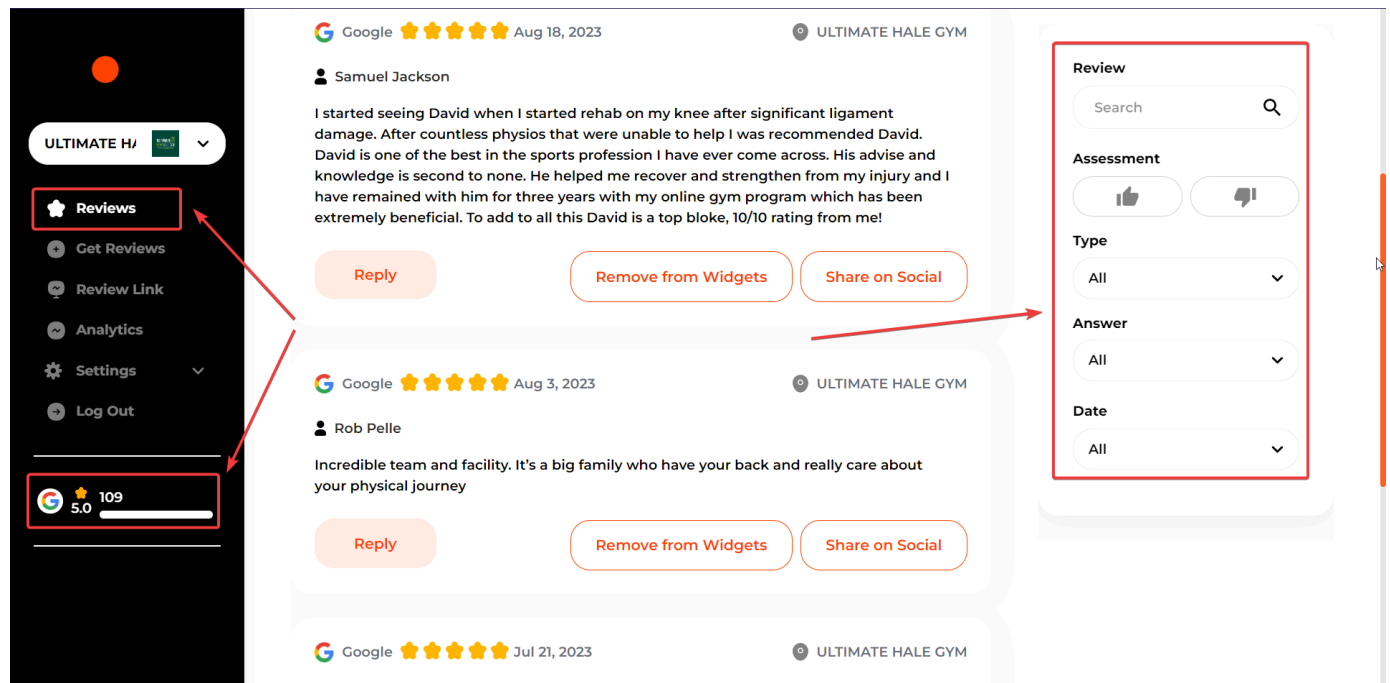 ULTIMATE HA
Reviews
Get Reviews
Review Link
Analytics
Settings
Log Out
109
5.0
Google Aug 18, 2023 ULTIMATE HALE GYM
Samuel Jackson
I started seeing David when I started rehab on my knee after significant ligament
damage. After countless physios that were unable to help I was recommended David.
David is one of the best in the sports profession I have ever come across. His advise and
knowledge is second to none. He helped me recover and strengthen from my injury and I
have remained with him for three years with my online gym program which has been
extremely beneficial. To add to all this David is a top bloke, 10/10 rating from me!
Reply Remove from Widgets Share on Social
Google Aug 3, 2023 ULTIMATE HALE GYM
Rob Pelle
Incredible team and facility. It's a big family who have your back and really care about
your physical journey
Reply Remove from Widgets Share on Social
Google Jul 21, 2023 ULTIMATE HALE GYM
Review
Search
Assessment
Type
All
Answer
All
Date
All